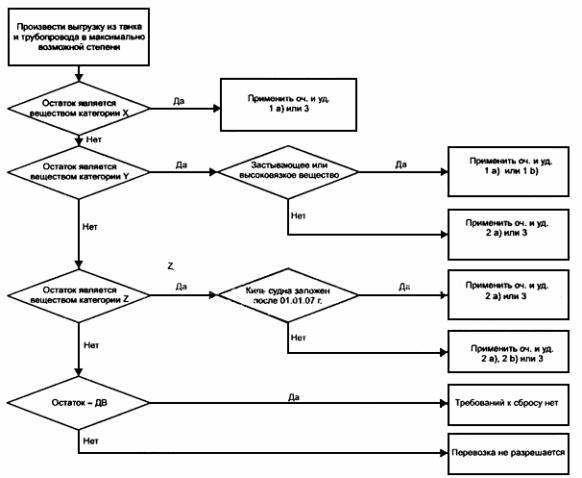 Произвести выгрузку из танка
и трубопровода в максимально
возможной степени
Остаток является
веществом категории X
Да
Применить оч. и уд.
1 а) или 3
Нет
Остаток является
веществом категории Y
Да
Застывающее или
высоковязкое вещество
Да
Применить оч. и уд.
1 а) или 1 b)
Нет
Применить оч. и уд.
2 а) или 3
Нет
Z
Остаток является
веществом категории Z
Да
Киль судна заложен
после 01.01.07 г.
Да
Применить оч. и уд.
2 а) или 3
Нет
Применить оч. и уд.
2 а), 2 b) или 3
Нет
Остаток – ДВ
Да
Требований к сбросу нет
Нет
Перевозка не разрешается